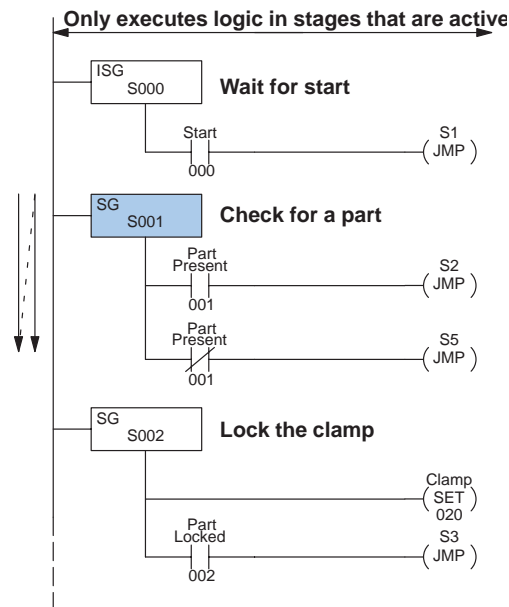 Only executes logic in stages that are active
ISG
S000
Wait for start
Start
000
S1
JMP
SG
S001
Check for a part
Part
Present
001
S2
JMP
Part
Present
001
S5
JMP
SG
S002
Lock the clamp
Clamp
SET
020
Part
Locked
002
S3
JMP